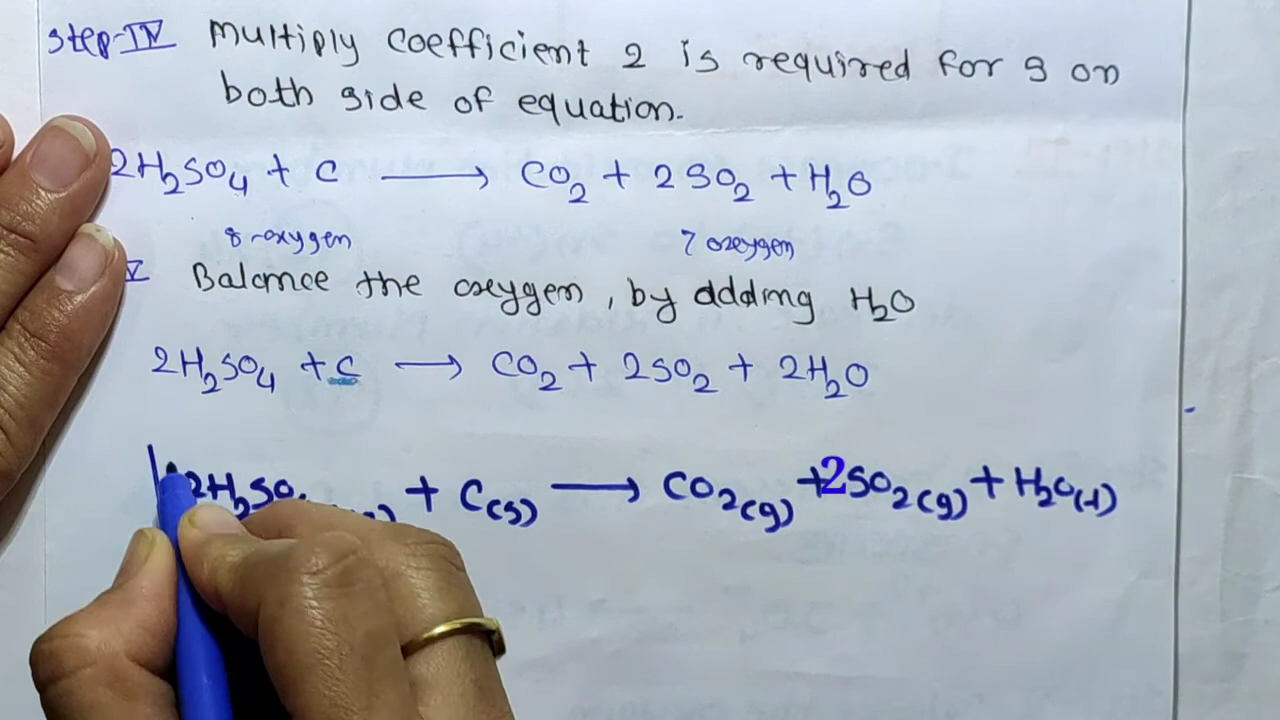 Step-IV Multiply coefficient 2 is required for S on
both side of equation.
2H₂SO₄ + C ⟶ CO₂ + 2SO₂ + H₂O
8-oxygen 7 oxygen
V Balance the oxygen, by adding H₂O
2H₂SO₄ + C ⟶ CO₂ + 2SO₂ + 2H₂O
2H₂SO + C(s) ⟶ CO₂(g) + 2SO₂(g) + H₂O(l)